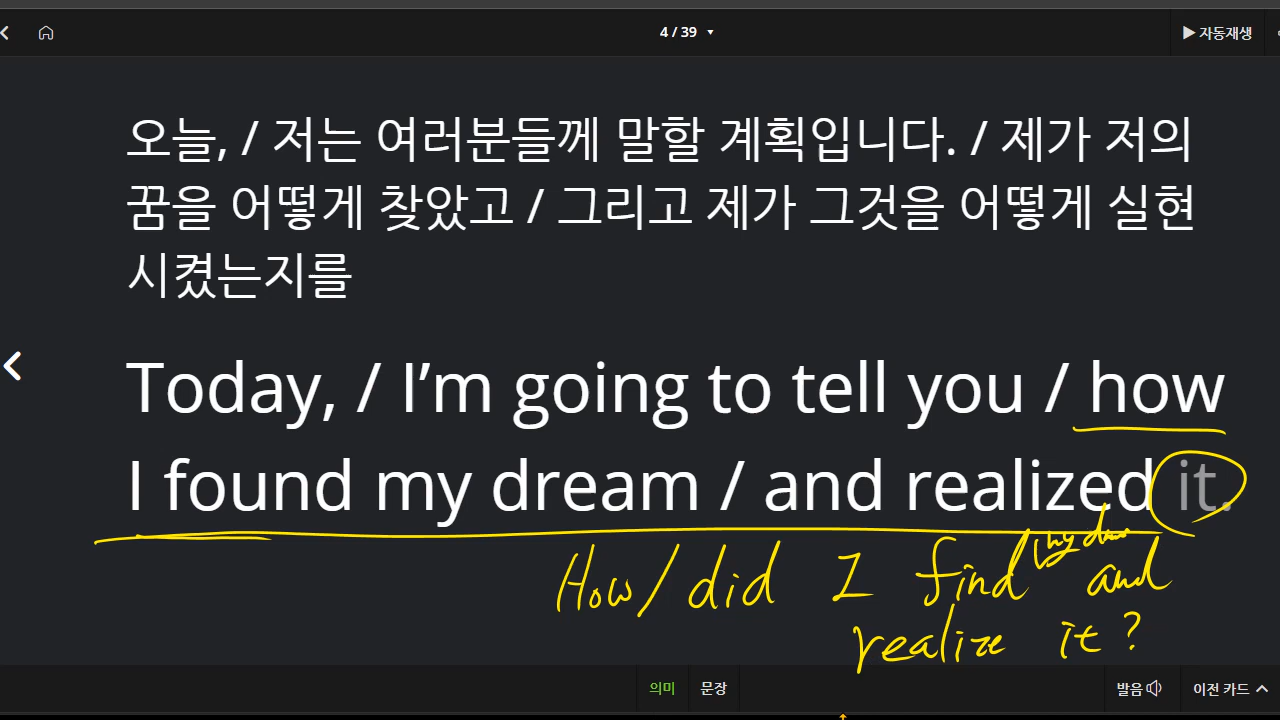 4 / 39
자동재생
오늘, / 저는 여러분들께 말할 계획입니다. / 제가 저의
꿈을 어떻게 찾았고 / 그리고 제가 그것을 어떻게 실현
시켰는지를
Today, / I’m going to tell you / how
I found my dream / and realized it.
my
How / did I find and
realize it?
의미 문장 발음 이전 카드